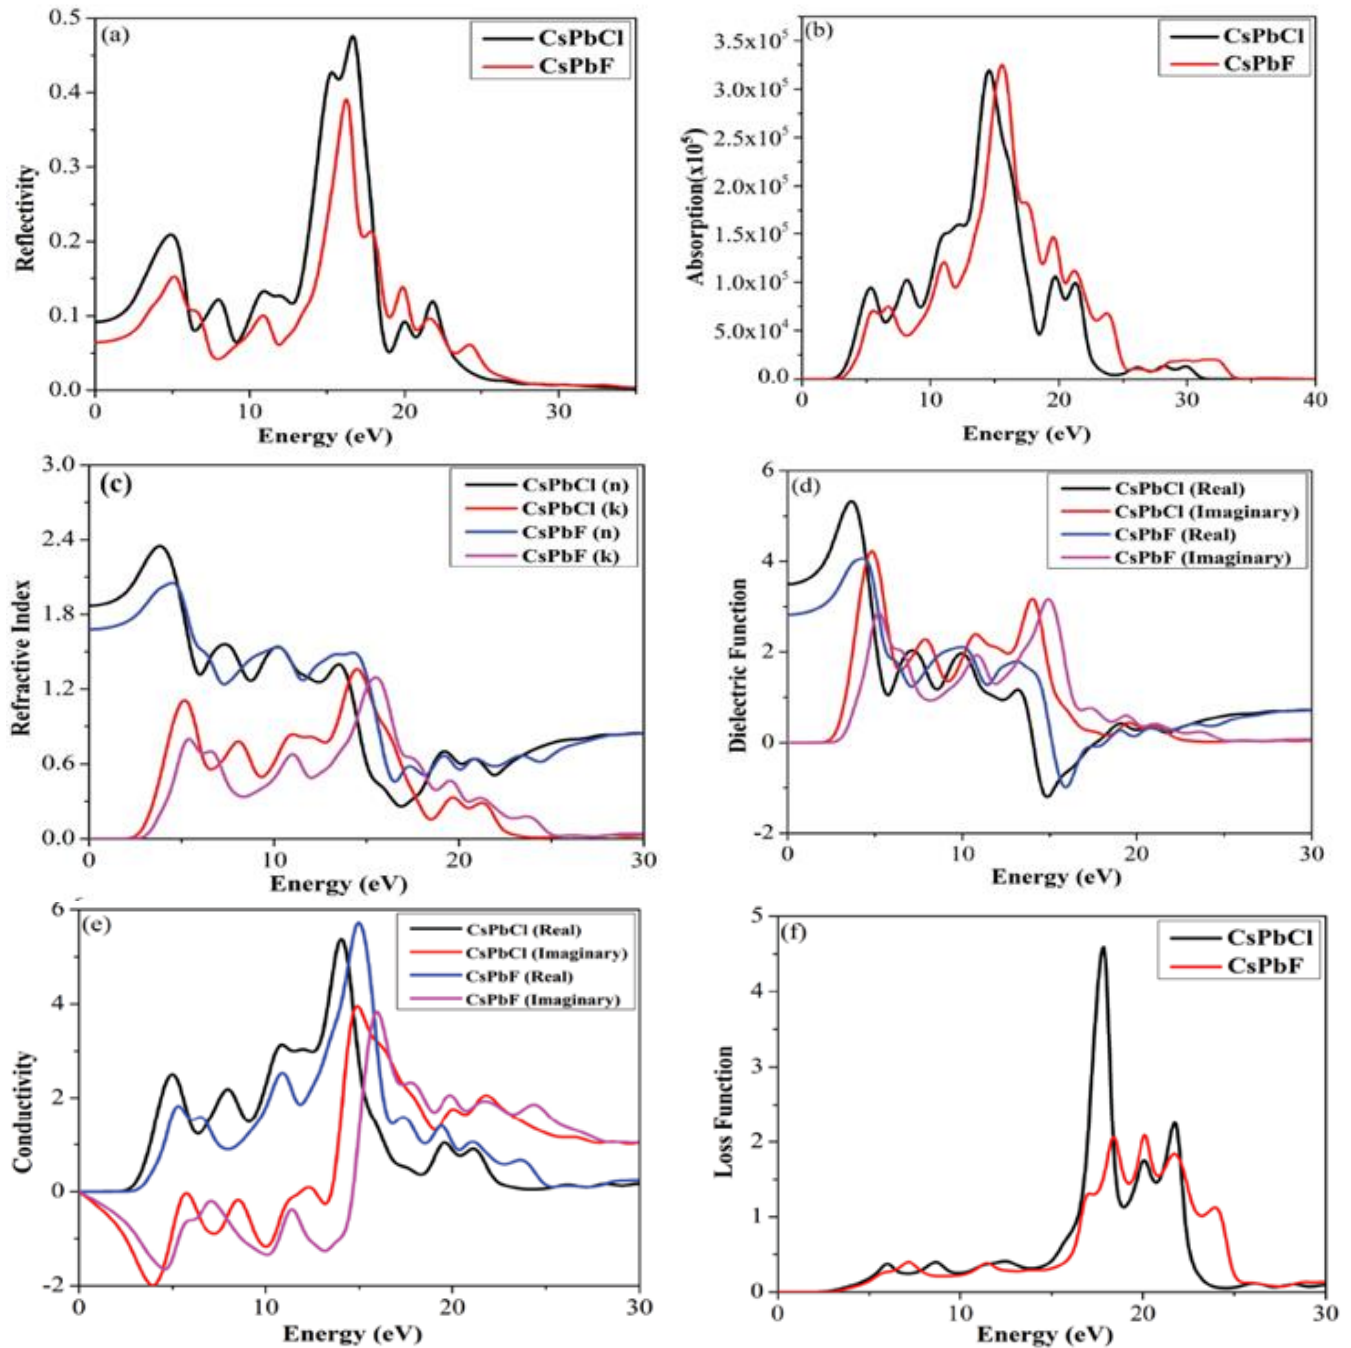 (a)
CsPbCl
CsPbF
0.5
0.4
0.3
0.2
0.1
0.0
Reflectivity
0
10
20
30
Energy (eV)
(b)
CsPbCl
CsPbF
3.5x10⁵
3.0x10⁵
2.5x10⁵
2.0x10⁵
1.5x10⁵
1.0x10⁵
5.0x10⁴
0.0
Absorption(x10⁵)
0
10
20
30
40
Energy (eV)
(c)
CsPbCl (n)
CsPbCl (k)
CsPbF (n)
CsPbF (k)
3.0
2.4
1.8
1.2
0.6
0.0
Refractive Index
0
10
20
30
Energy (eV)
(d)
CsPbCl (Real)
CsPbCl (Imaginary)
CsPbF (Real)
CsPbF (Imaginary)
6
4
2
0
-2
Dielectric Function
0
10
20
30
Energy (eV)
(e)
CsPbCl (Real)
CsPbCl (Imaginary)
CsPbF (Real)
CsPbF (Imaginary)
6
4
2
0
-2
Conductivity
0
10
20
30
Energy (eV)
(f)
CsPbCl
CsPbF
5
4
3
2
1
0
Loss Function
0
10
20
30
Energy (eV)